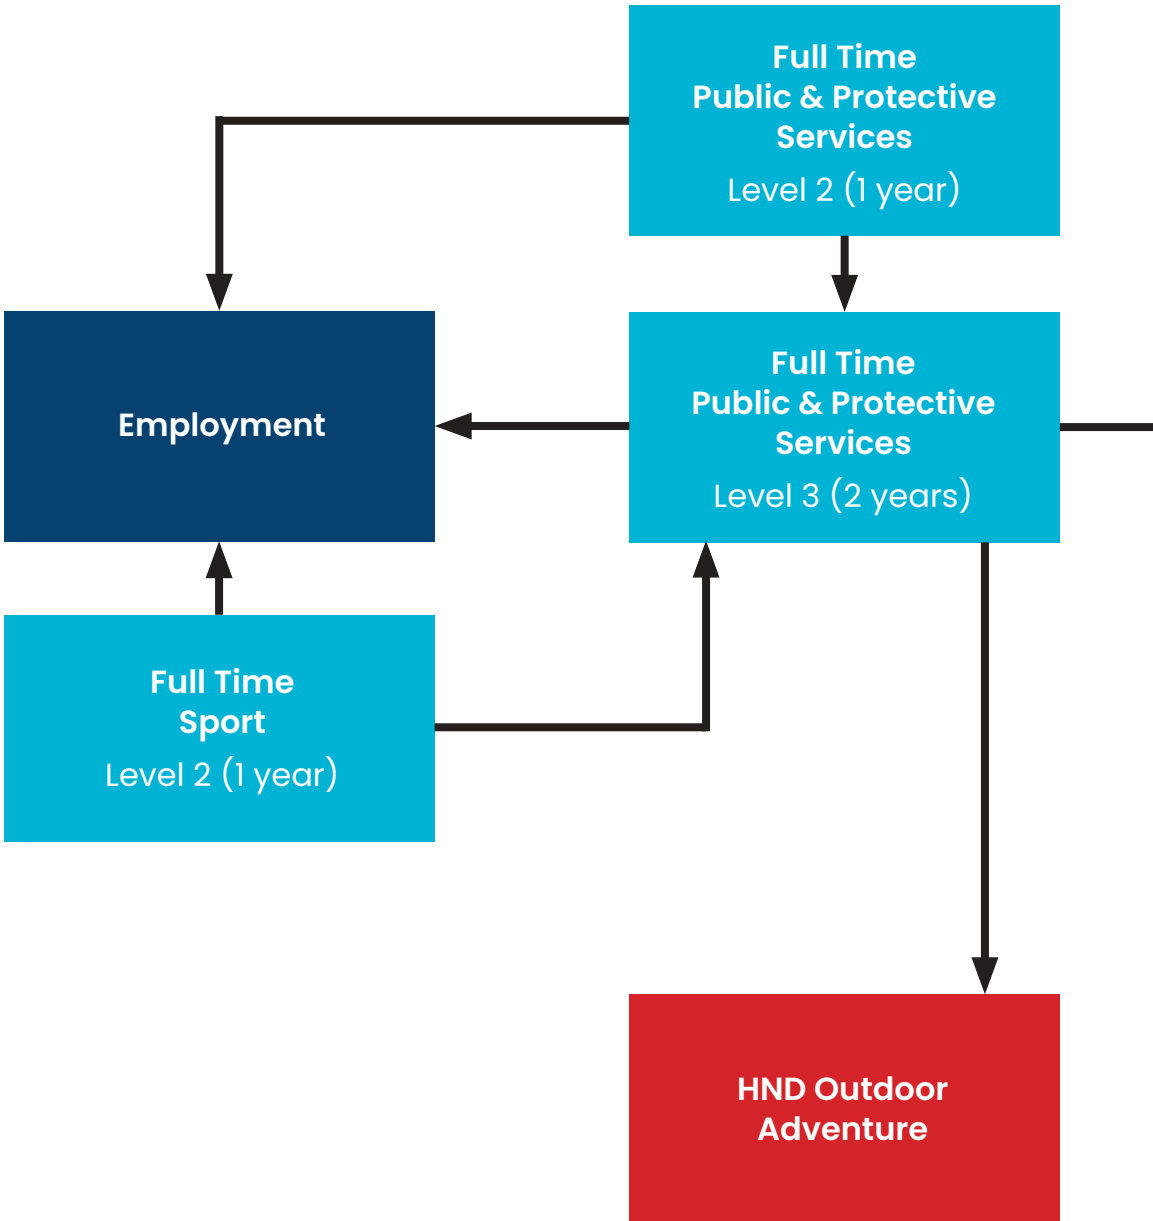 Full Time
Public & Protective
Services
Level 2 (1 year)
Employment
Full Time
Public & Protective
Services
Level 3 (2 years)
Full Time
Sport
Level 2 (1 year)
HND Outdoor
Adventure